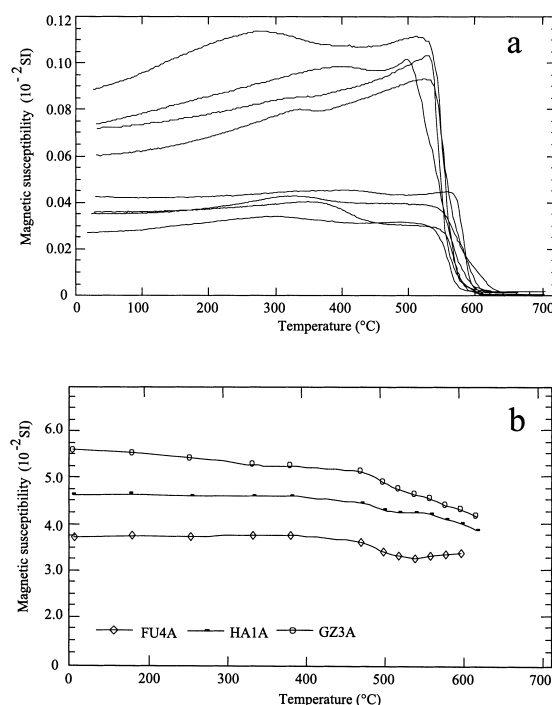 a
Magnetic susceptibility (10⁻² SI)
0.12
0.10
0.08
0.06
0.04
0.02
0
0 100 200 300 400 500 600 700
Temperature (°C)
b
Magnetic susceptibility (10⁻² SI)
6.0
5.0
4.0
3.0
2.0
0
FU4A HA1A GZ3A
0 200 300 400 500 600 700
Temperature (°C)